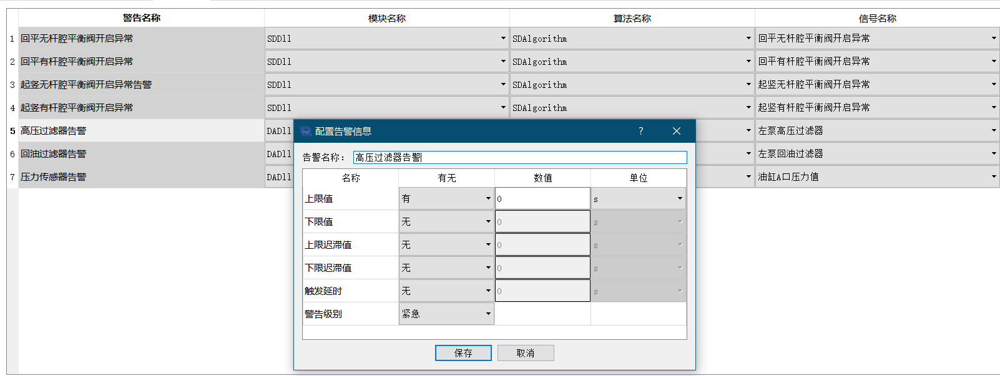 警告名称 模块名称 算法名称 信号名称
1 回平无杆腔平衡阀开启异常 SDDll SDAlgorithm 回平无杆腔平衡阀开启异常
2 回平有杆腔平衡阀开启异常 SDDll SDAlgorithm 回平有杆腔平衡阀开启异常
3 起竖无杆腔平衡阀开启异常告警 SDDll SDAlgorithm 起竖无杆腔平衡阀开启异常
4 起竖有杆腔平衡阀开启异常 SDDll SDAlgorithm 起竖有杆腔平衡阀开启异常
5 高压过滤器告警 DADll 左泵高压过滤器
6 回油过滤器告警 DADll 左泵回油过滤器
7 压力传感器告警 DADll 油缸A口压力值
配置告警信息 ?
告警名称： 高压过滤器告警
名称 有无 数值 单位
上限值 有 0 s
下限值 无 0 s
上限迟滞值 无 0 s
下限迟滞值 无 0 s
触发延时 无 0 s
警告级别 紧急
保存 取消